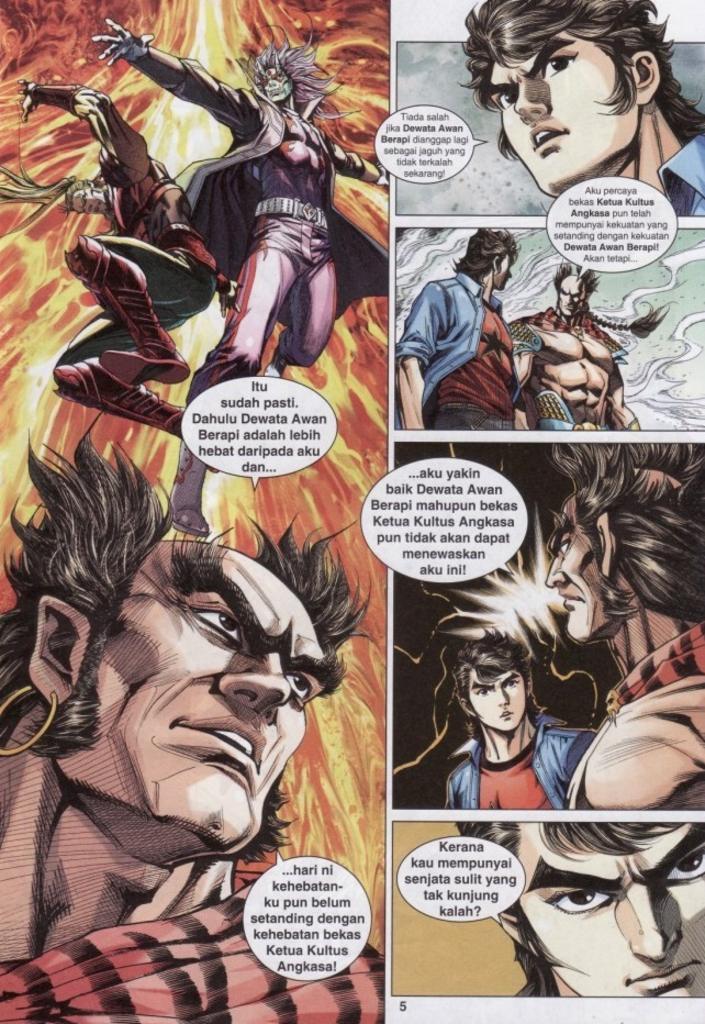 Itu
sudah pasti.
Dahulu Dewata Awan
Berapi adalah lebih
hebat daripada aku
dan...
...hari ni
kehebatan-
ku pun belum
setanding dengan
kehebatan bekas
Ketua Kultus
Angkasa!
Tiada salah
jika Dewata Awan
Berapi dianggap lagi
sebagai jaguh yang
tidak terkalah
sekarang!
Aku percaya
bekas Ketua Kultus
Angkasa pun telah
mempunyai kekuatan yang
setanding dengan kekuatan
Dewata Awan Berapi!
Akan tetapi...
...aku yakin
baik Dewata Awan
Berapi mahupun bekas
Ketua Kultus Angkasa
pun tidak akan dapat
menewaskan
aku ini!
Kerana
kau mempunyai
senjata sulit yang
tak kunjung
kalah?
5